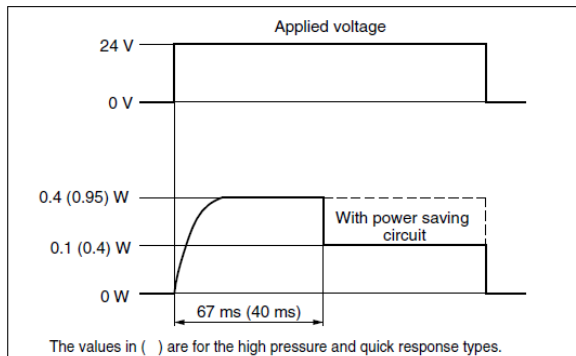 Applied voltage
24 V
0 V
0.4 (0.95) W
With power saving
circuit
0.1 (0.4) W
0 W
67 ms (40 ms)
The values in ( ) are for the high pressure and quick response types.